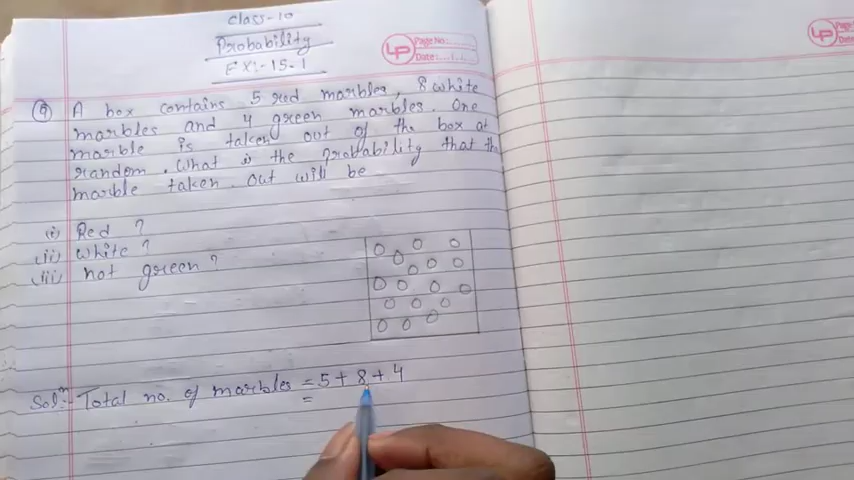 Class-10
Probability
EX:-15.1
LP Page No:
Date:
LP Page No:
Date:
(9) A box contains 5 red marbles, 8 white
marbles and 4 green marbles. One
marble is taken out of the box at
random. What is the Probability that the
marble taken out will be
(i) Red ?
(ii) white ?
(iii) not green ?
Solⁿ:- Total no. of marbles = 5 + 8 + 4
=